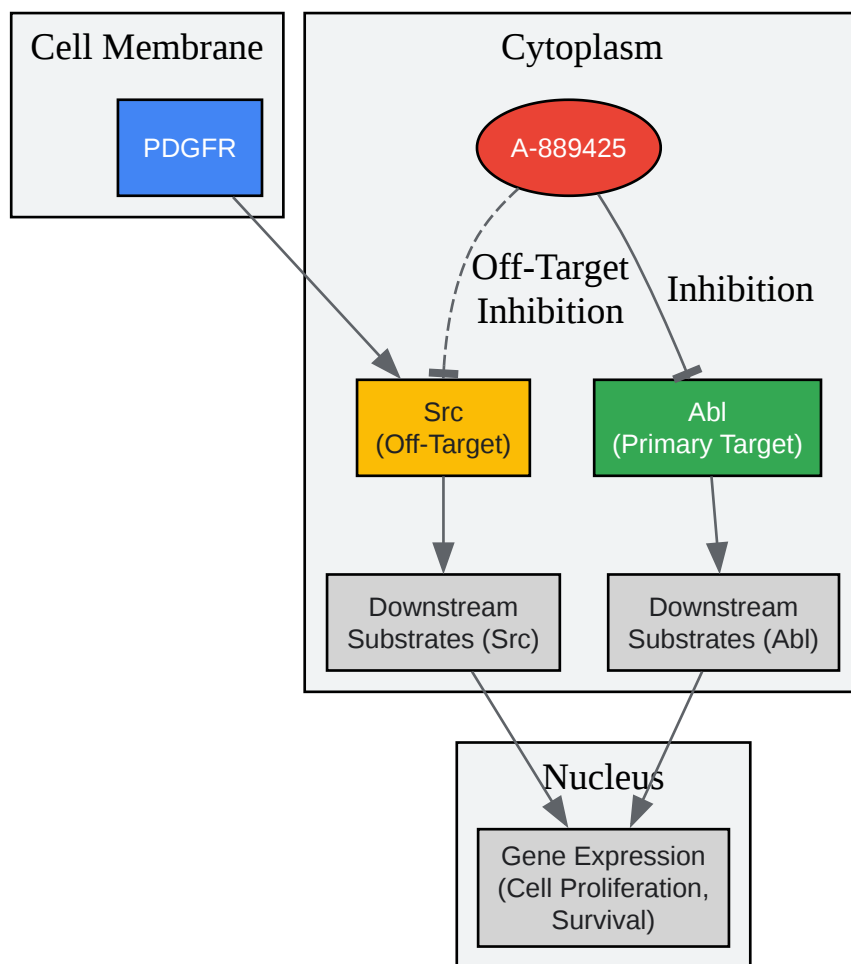 Cell Membrane
PDGFR
Cytoplasm
A-889425
Off-Target
Inhibition
Inhibition
Src
(Off-Target)
Abl
(Primary Target)
Downstream
Substrates (Src)
Downstream
Substrates (Abl)
Nucleus
Gene Expression
(Cell Proliferation,
Survival)